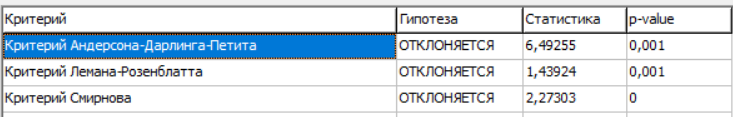 Критерий Гипотеза Статистика p-value
Критерий Андерсона-Дарлинга-Петита ОТКЛОНЯЕТСЯ 6,49255 0,001
Критерий Лемана-Розенблатта ОТКЛОНЯЕТСЯ 1,43924 0,001
Критерий Смирнова ОТКЛОНЯЕТСЯ 2,27303 0